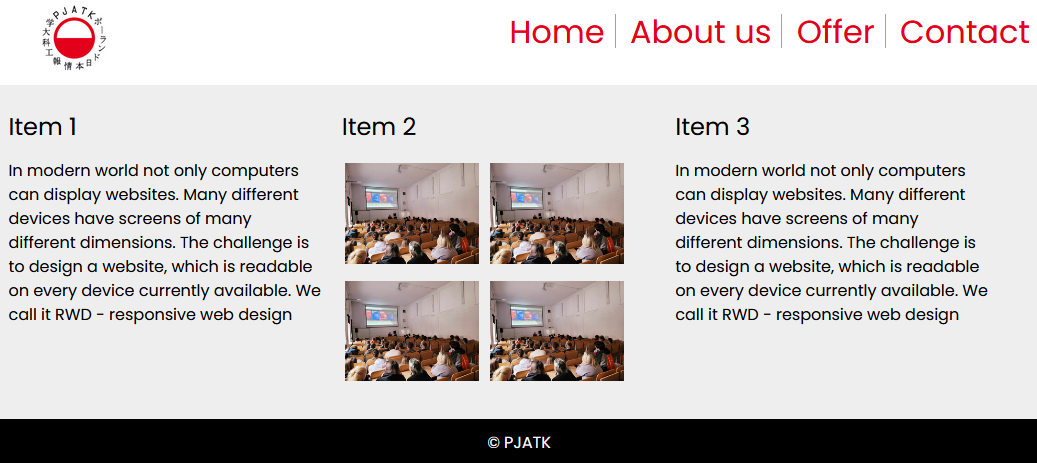 PJATK ポーランド日本情報工科大学
Home
About us
Offer
Contact
Item 1
In modern world not only computers
can display websites. Many different
devices have screens of many
different dimensions. The challenge is
to design a website, which is readable
on every device currently available. We
call it RWD - responsive web design
Item 2
Item 3
In modern world not only computers
can display websites. Many different
devices have screens of many
different dimensions. The challenge is
to design a website, which is readable
on every device currently available. We
call it RWD - responsive web design
© PJATK